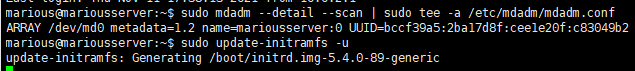 marious@mariousserver:~$ sudo mdadm --detail --scan | sudo tee -a /etc/mdadm/mdadm.conf
ARRAY /dev/md0 metadata=1.2 name=mariousserver:0 UUID=bccf39a5:2ba17d8f:cee1e20f:c83049b2
marious@mariousserver:~$ sudo update-initramfs -u
update-initramfs: Generating /boot/initrd.img-5.4.0-89-generic